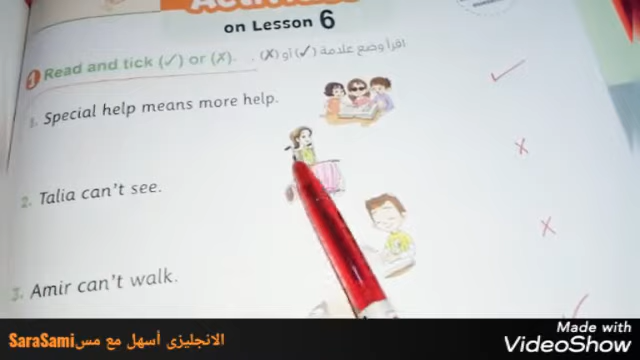 on Lesson 6
1 Read and tick (✓) or (✗).
اقرأ وضع علامة (✓) أو (✗).
1. Special help means more help. ✓
2. Talia can't see. ✗
3. Amir can't walk. ✗
الانجليزى أسهل مع مس SaraSami
Made with
VideoShow